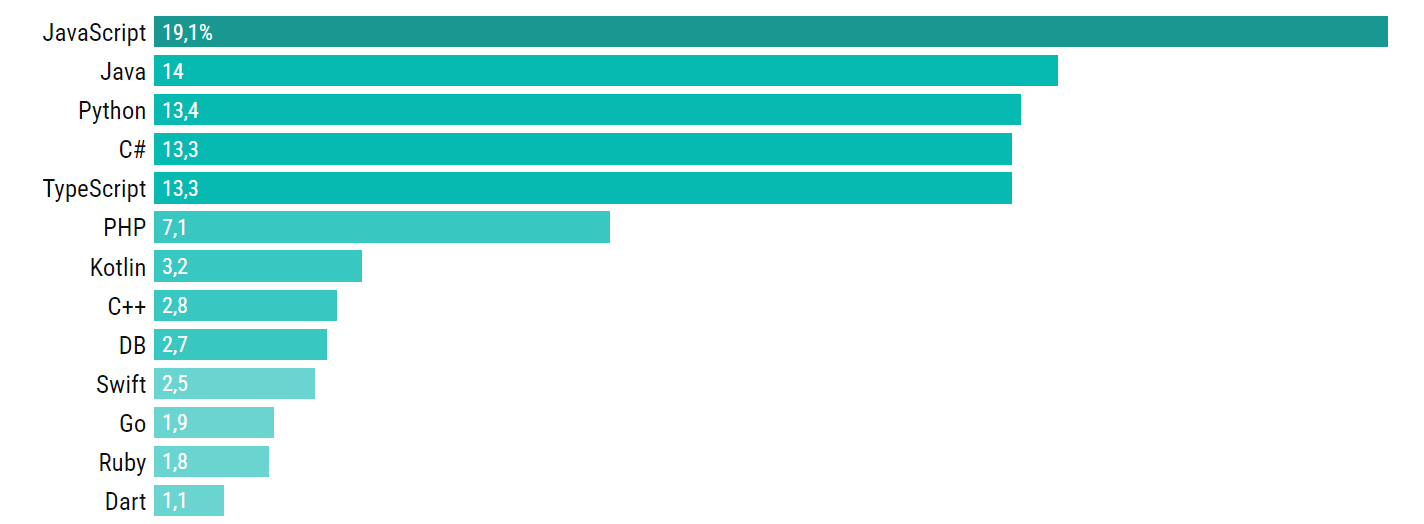 JavaScript 19,1%
Java 14
Python 13,4
C# 13,3
TypeScript 13,3
PHP 7,1
Kotlin 3,2
C++ 2,8
DB 2,7
Swift 2,5
Go 1,9
Ruby 1,8
Dart 1,1